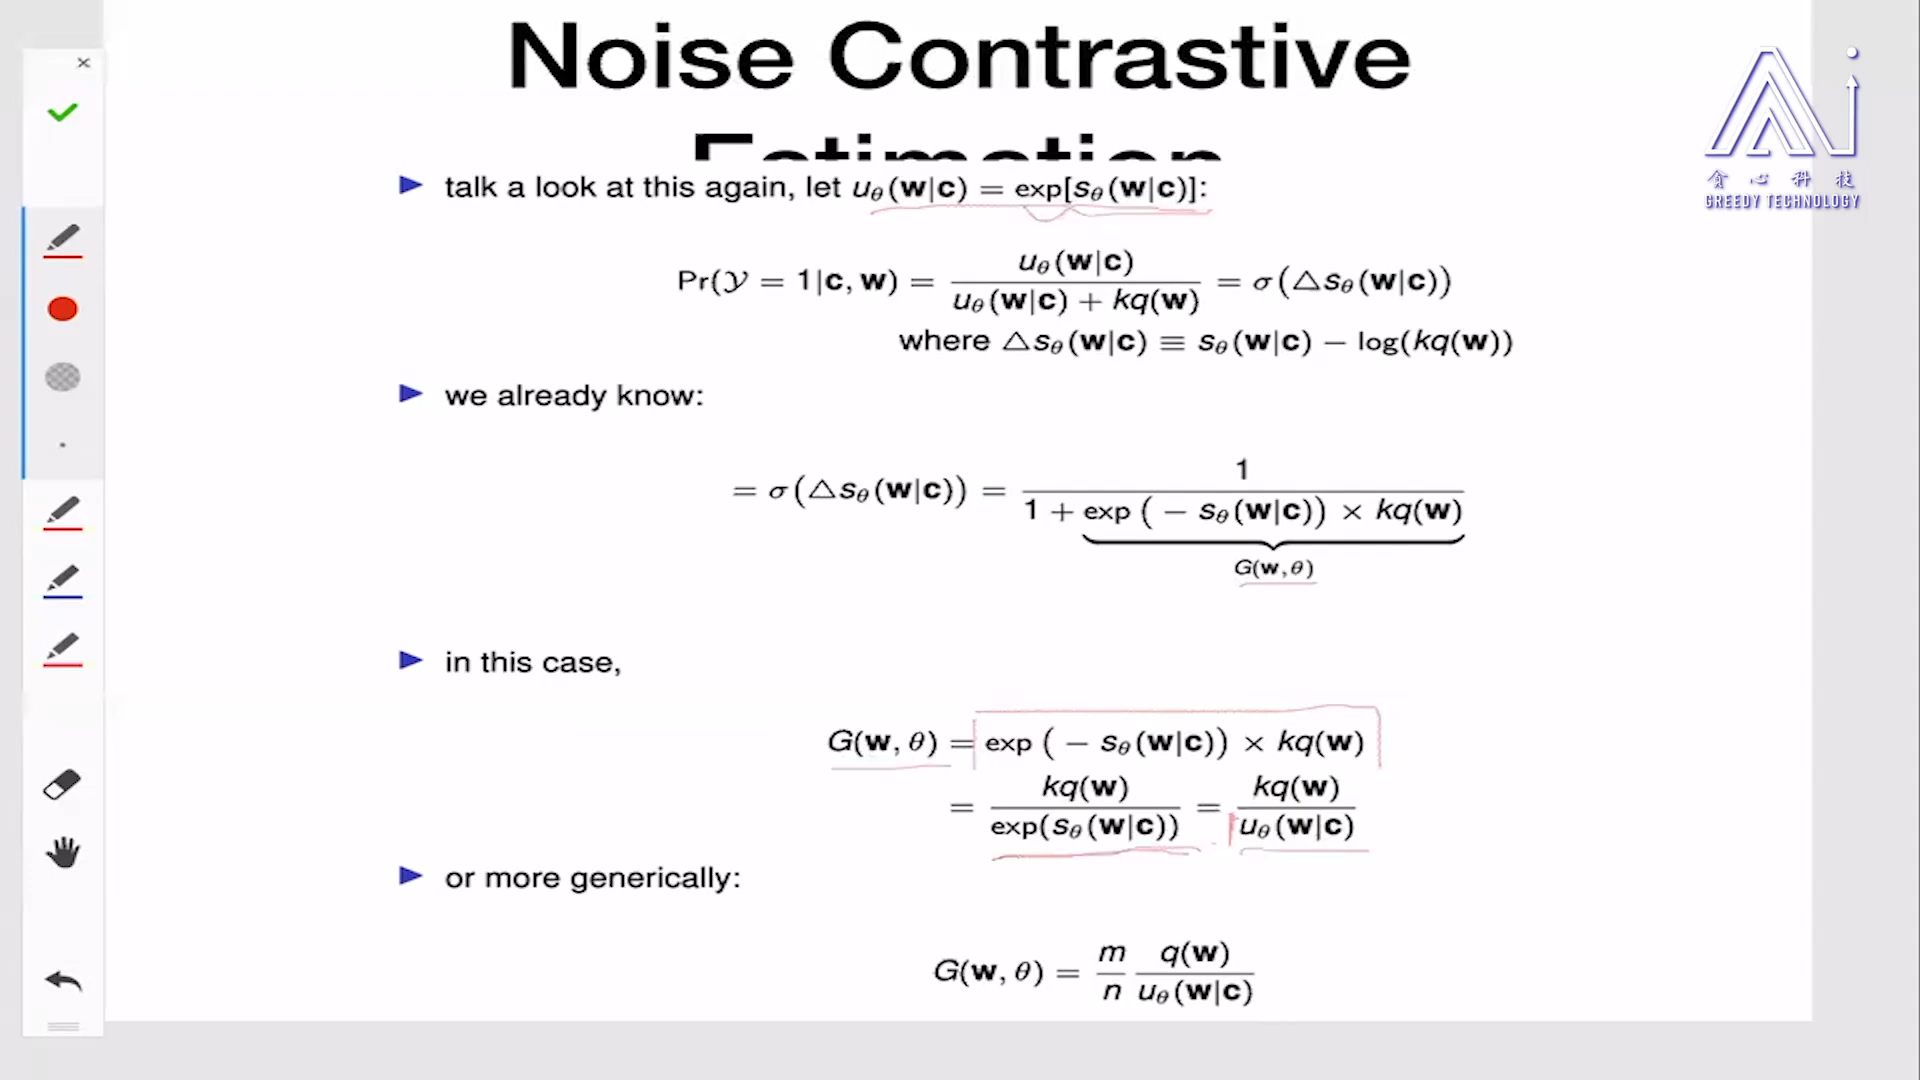 Noise Contrastive
Estimation
▶ talk a look at this again, let u_θ(w|c) = exp[s_θ(w|c)]:
Pr(𝒴 = 1|c, w) = u_θ(w|c) / (u_θ(w|c) + kq(w)) = σ(△s_θ(w|c))
where △s_θ(w|c) ≡ s_θ(w|c) − log(kq(w))
▶ we already know:
= σ(△s_θ(w|c)) = 1 / (1 + exp(− s_θ(w|c)) × kq(w))
G(w,θ)
▶ in this case,
G(w, θ) = exp(− s_θ(w|c)) × kq(w)
= kq(w) / exp(s_θ(w|c)) = kq(w) / u_θ(w|c)
▶ or more generically:
G(w, θ) = m/n q(w) / u_θ(w|c)
Ai
贪心科技
GREEDY TECHNOLOGY